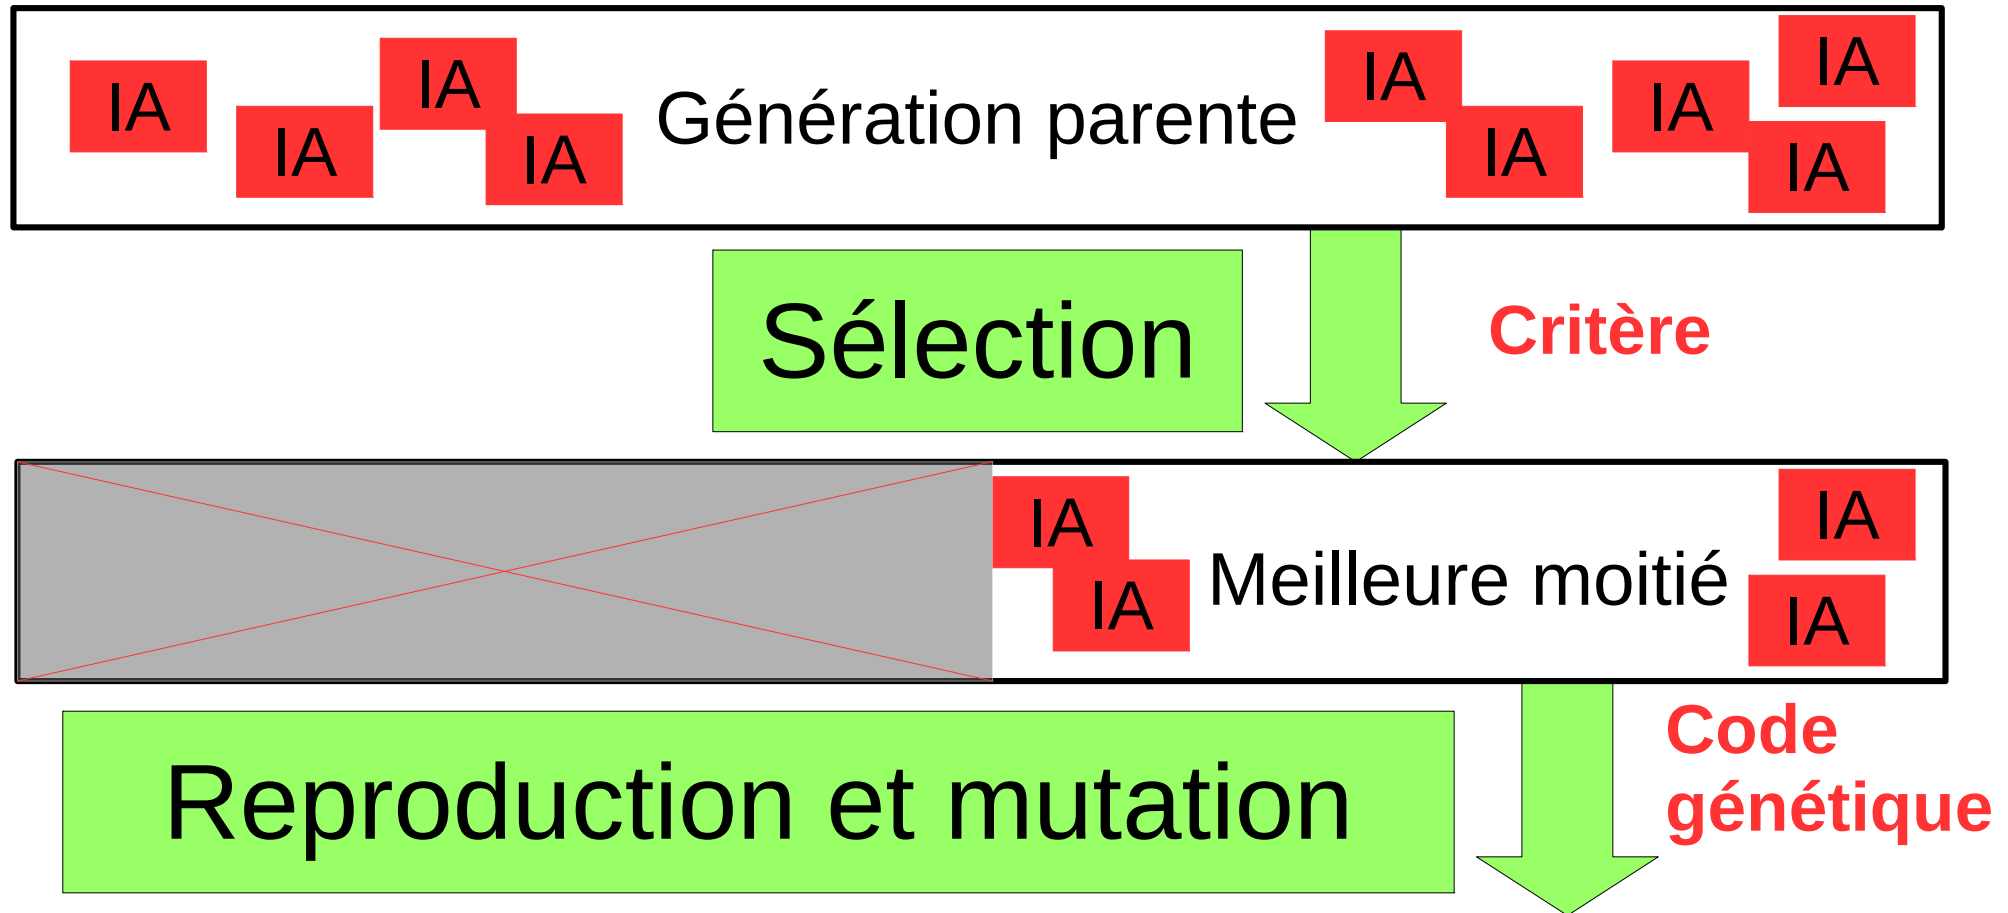 IA
IA
IA
IA
Génération parente
IA
IA
IA
IA
IA
Sélection
Critère
IA
IA
Meilleure moitié
IA
IA
Reproduction et mutation
Code
génétique